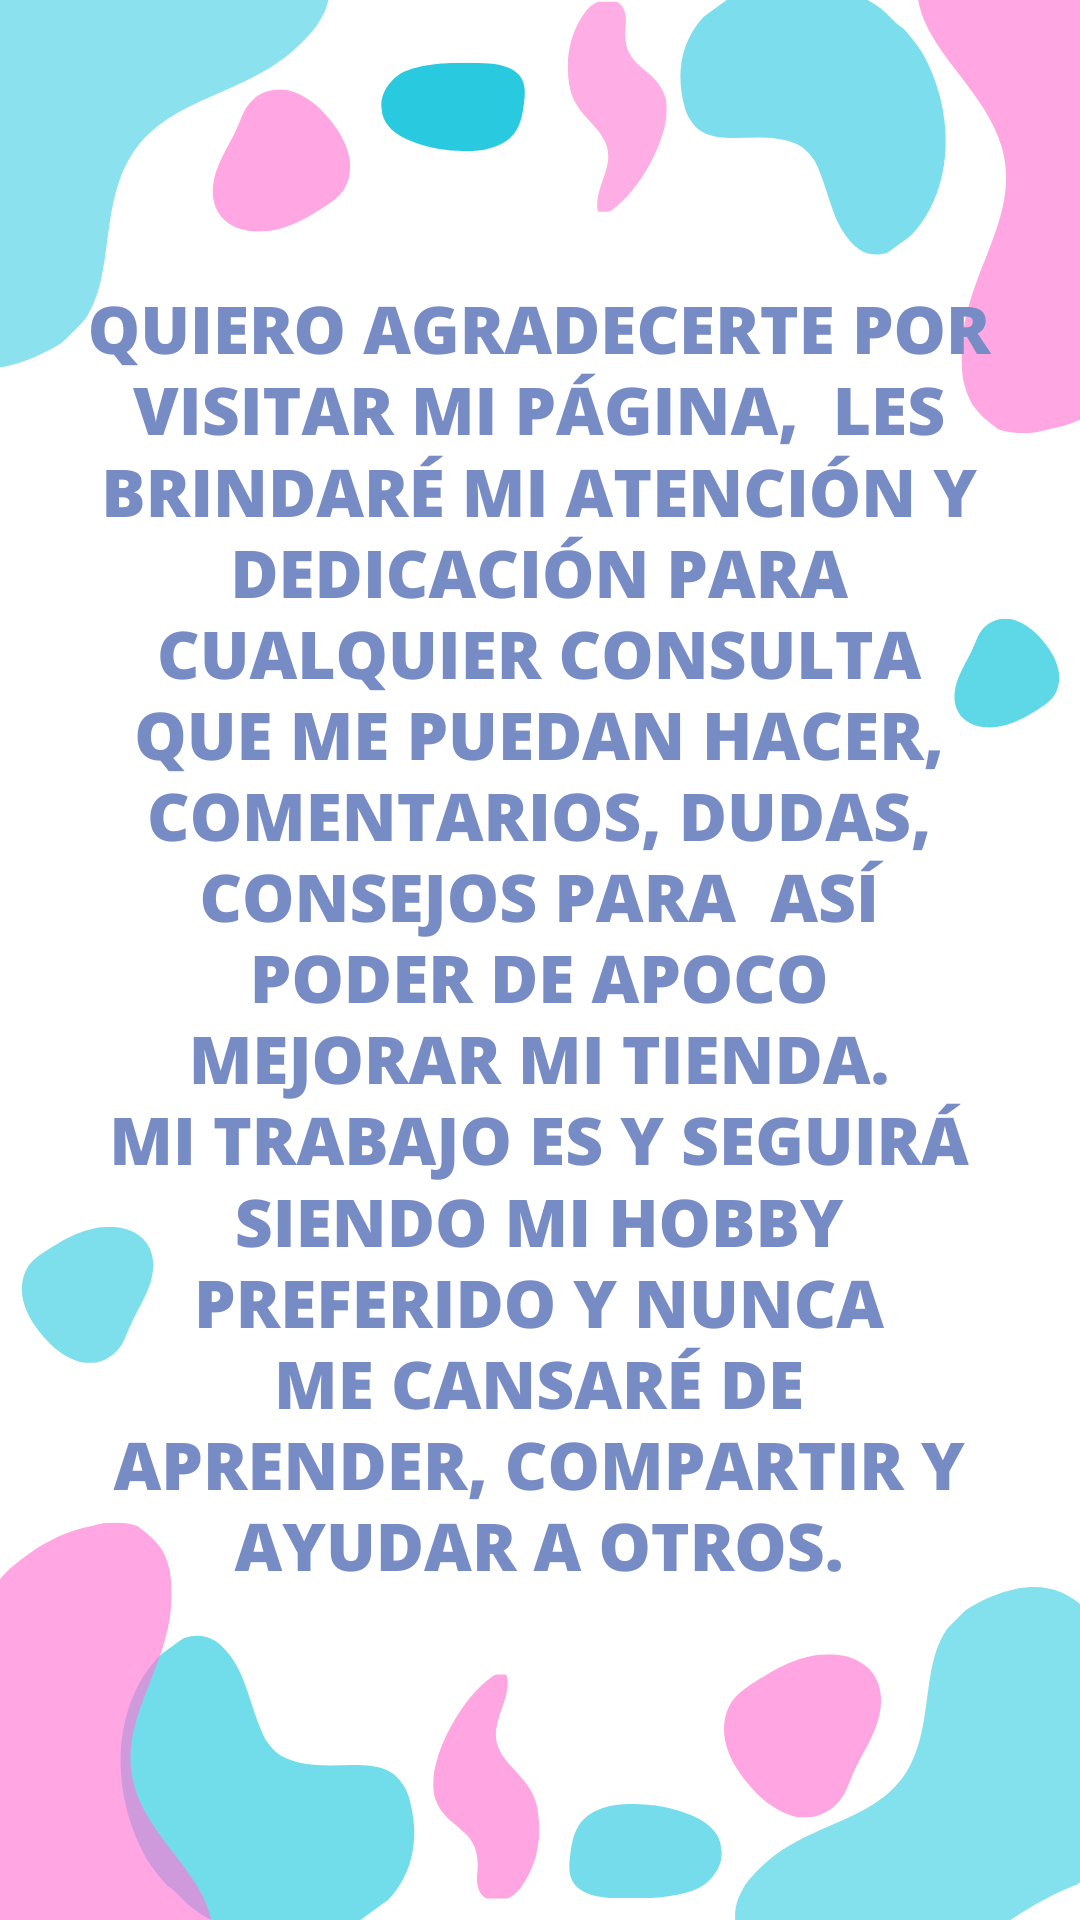 QUIERO AGRADECERTE POR
VISITAR MI PÁGINA,  LES
BRINDARÉ MI ATENCIÓN Y
DEDICACIÓN PARA
CUALQUIER CONSULTA
QUE ME PUEDAN HACER,
COMENTARIOS, DUDAS,
CONSEJOS PARA  ASÍ
PODER DE APOCO
MEJORAR MI TIENDA.
MI TRABAJO ES Y SEGUIRÁ
SIENDO MI HOBBY
PREFERIDO Y NUNCA
ME CANSARÉ DE
APRENDER, COMPARTIR Y
AYUDAR A OTROS.